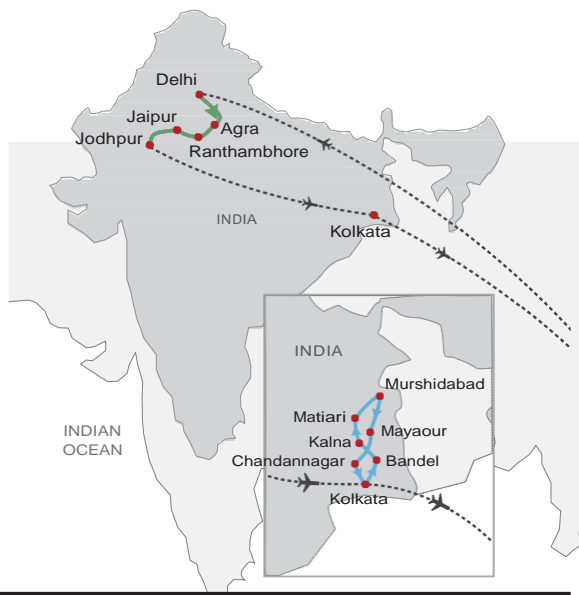 Delhi
Jaipur
Agra
Jodhpur
Ranthambhore
INDIA
Kolkata
INDIA
Murshidabad
Matiari
Mayaour
INDIAN
OCEAN
Kalna
Chandannagar
Bandel
Kolkata